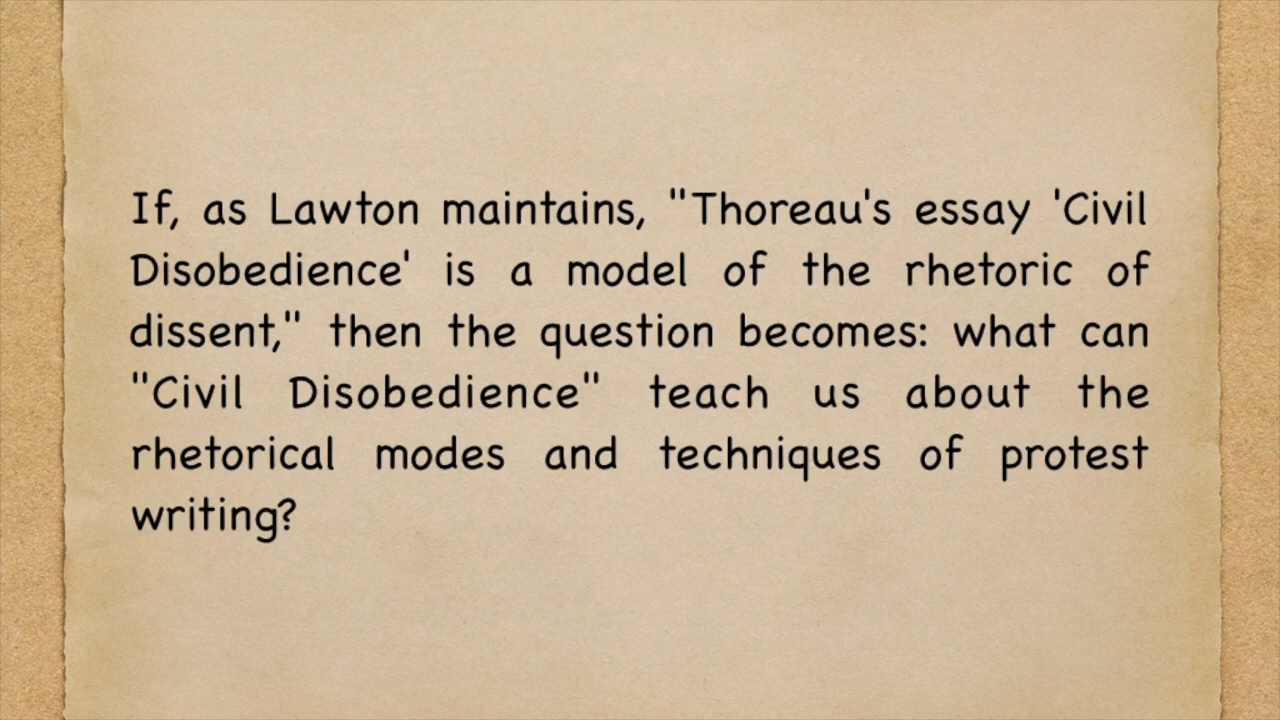 If, as Lawton maintains, "Thoreau's essay 'Civil
Disobedience' is a model of the rhetoric of
dissent," then the question becomes: what can
"Civil Disobedience" teach us about the
rhetorical modes and techniques of protest
writing?